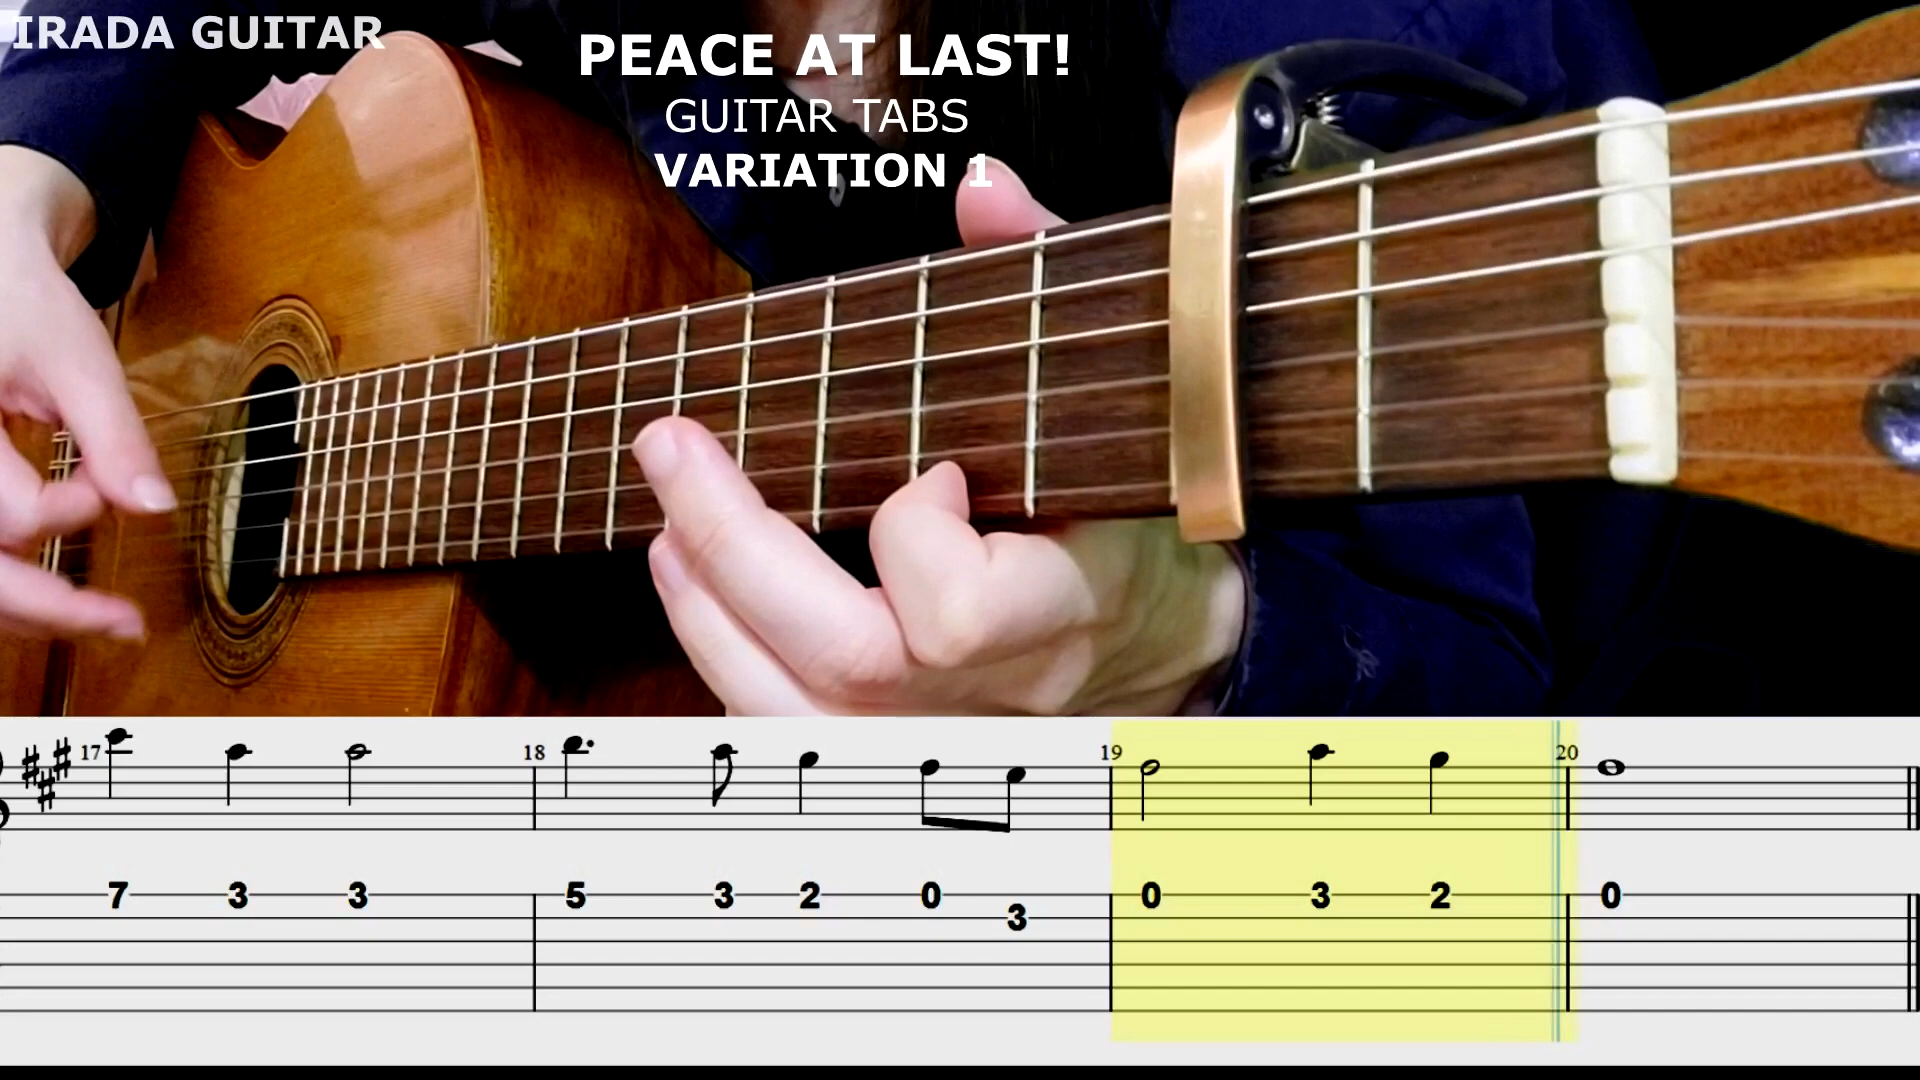 IRADA GUITAR
PEACE AT LAST!
GUITAR TABS
VARIATION 1
17 18 19 20
7 3 3 5 3 2 0 3 0 3 2 0